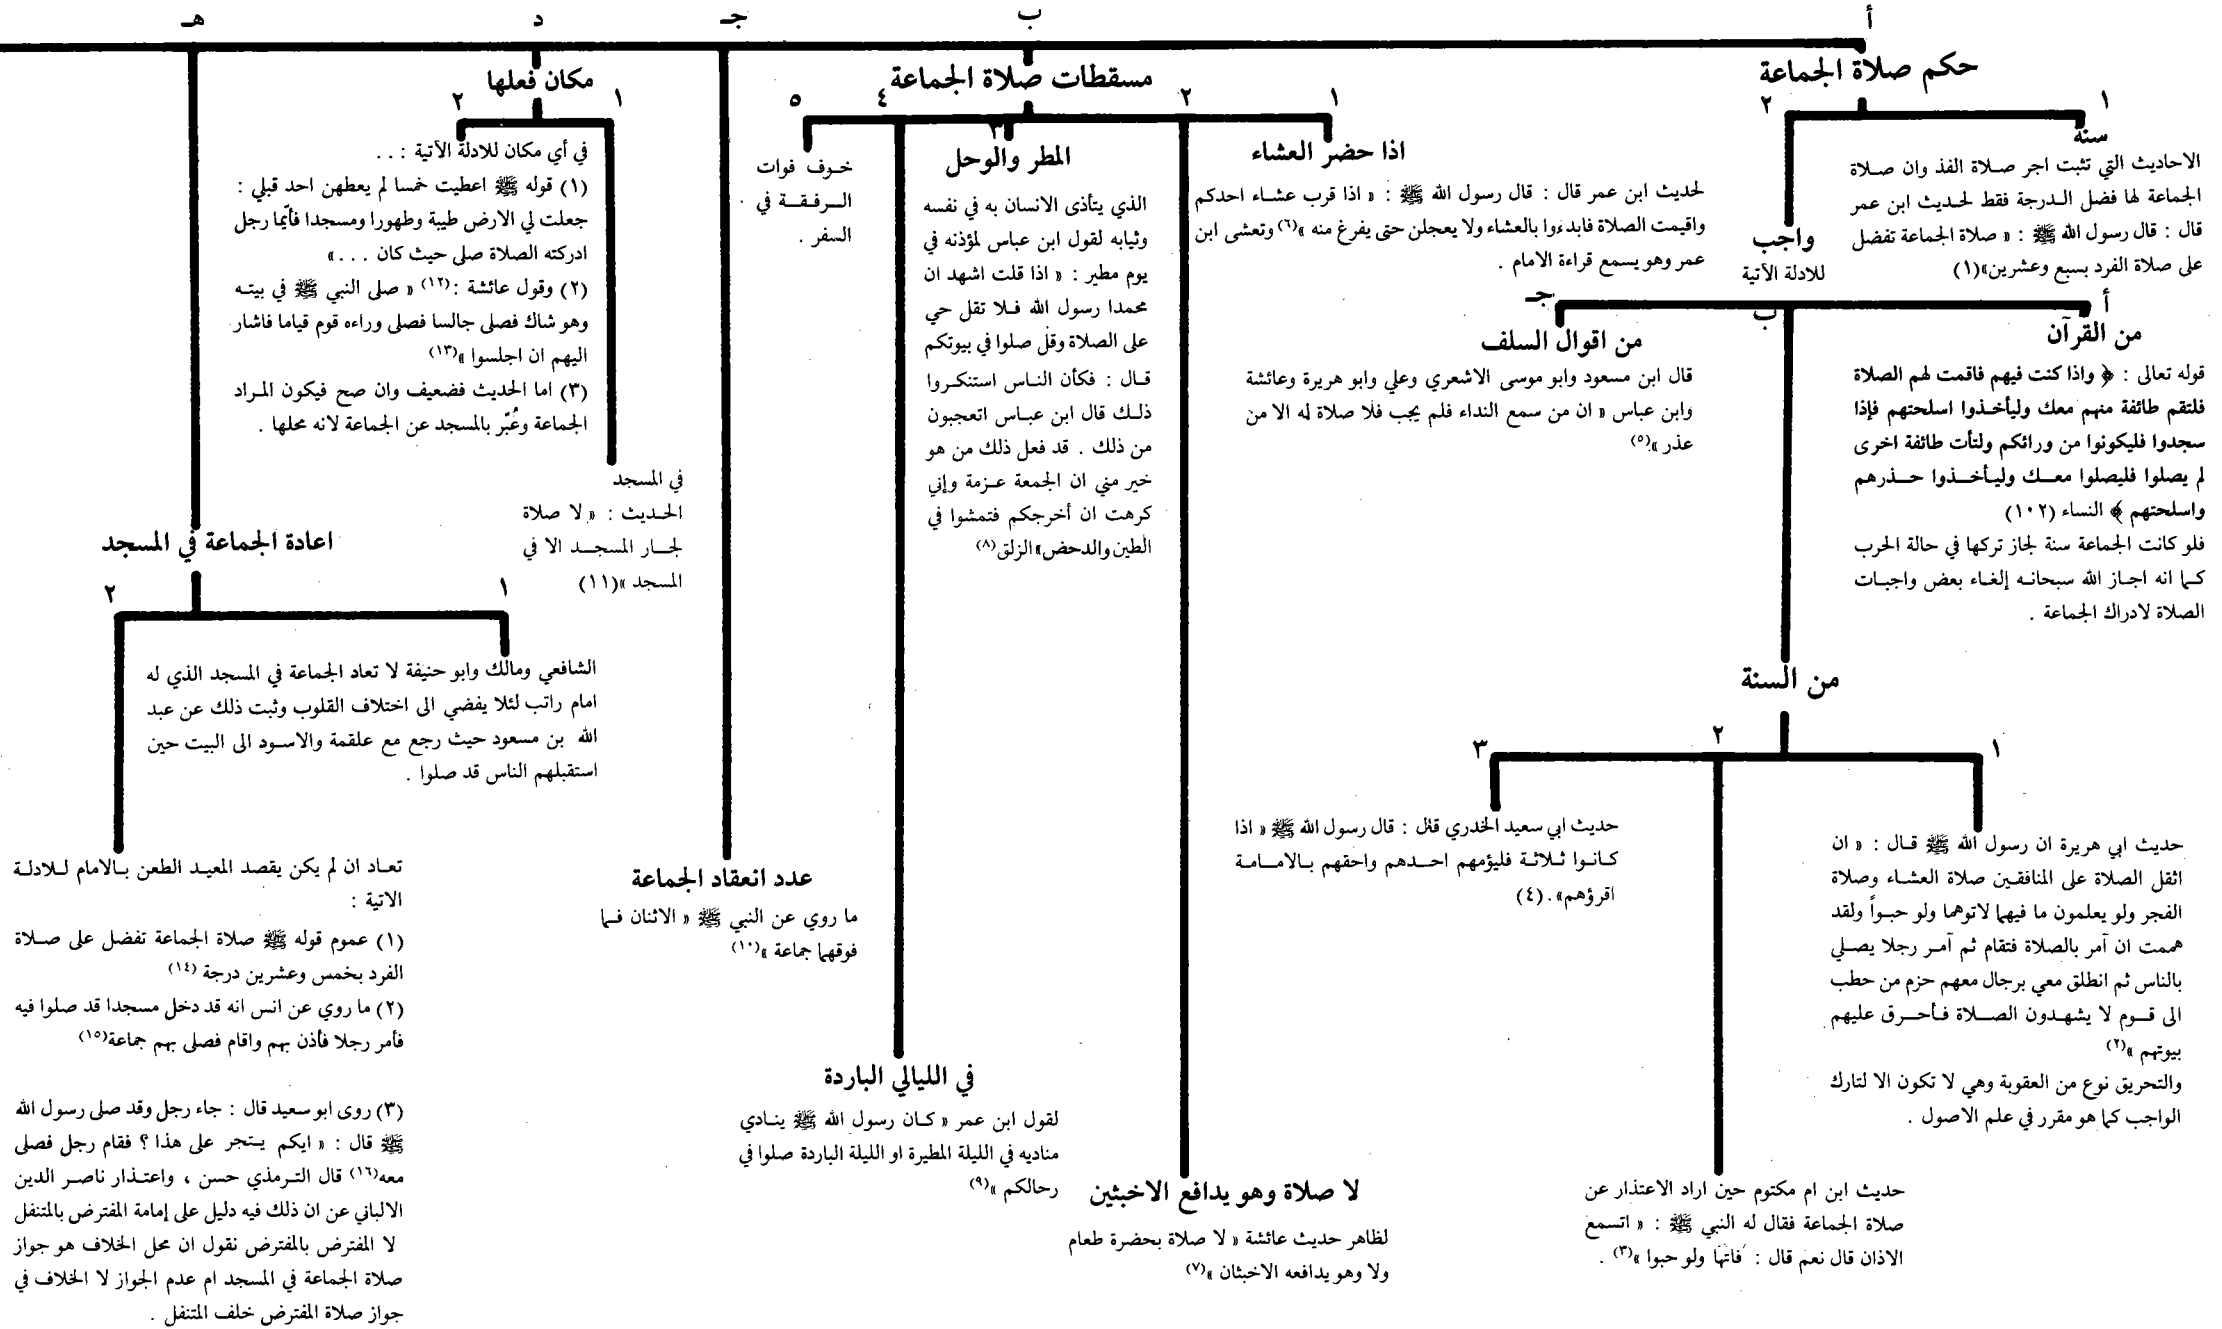 أ
حكم صلاة الجماعة
١
سنة
الاحاديث التي تثبت اجر صلاة الفذ وان صلاة
الجماعة لها فضل الدرجة فقط لحديث ابن عمر
قال : قال رسول الله ﷺ : « صلاة الجماعة تفضل
على صلاة الفرد بسبع وعشرين»(١)
٢
واجب
للادلة الآتية
أ
من القرآن
قوله تعالى : ﴿ واذا كنت فيهم فاقمت لهم الصلاة
فلتقم طائفة منهم معك وليأخذوا اسلحتهم فإذا
سجدوا فليكونوا من ورائكم ولتأت طائفة اخرى
لم يصلوا فليصلوا معك وليأخذوا حذرهم
واسلحتهم ﴾ النساء (١٠٢)
فلو كانت الجماعة سنة لجاز تركها في حالة الحرب
كما انه اجاز الله سبحانه إلغاء بعض واجبات
الصلاة لادراك الجماعة .
ب
من السنة
١
حديث ابي هريرة ان رسول الله ﷺ قال : « ان
اثقل الصلاة على المنافقين صلاة العشاء وصلاة
الفجر ولو يعلمون ما فيهما لاتوهما ولو حبواً ولقد
هممت ان آمر بالصلاة فتقام ثم آمر رجلا يصلي
بالناس ثم انطلق معي برجال معهم حزم من حطب
الى قوم لا يشهدون الصلاة فأحرق عليهم
بيوتهم »(٢)
والتحريق نوع من العقوبة وهي لا تكون الا لتارك
الواجب كما هو مقرر في علم الاصول .
٢
حديث ابن ام مكتوم حين اراد الاعتذار عن
صلاة الجماعة فقال له النبي ﷺ : « اتسمع
الاذان قال نعم قال : فاتها ولو حبوا »(٣) .
٣
حديث ابي سعيد الخدري قال : قال رسول الله ﷺ « اذا
كانوا ثلاثة فليؤمهم احدهم واحقهم بالامامة
اقرؤهم».(٤)
جـ
من اقوال السلف
قال ابن مسعود وابو موسى الاشعري وعلي وابو هريرة وعائشة
وابن عباس « ان من سمع النداء فلم يجب فلا صلاة له الا من
عذر »(٥)
ب
مسقطات صلاة الجماعة
١
اذا حضر العشاء
لحديث ابن عمر قال : قال رسول الله ﷺ : « اذا قرب عشاء احدكم
واقيمت الصلاة فابدءوا بالعشاء ولا يعجلن حتى يفرغ منه »(٦) وتعشى ابن
عمر وهو يسمع قراءة الامام .
٢
لا صلاة وهو يدافع الاخبثين
لظاهر حديث عائشة « لا صلاة بحضرة طعام
ولا وهو يدافعه الاخبثان »(٧)
٣
المطر والوحل
الذي يتأذى الانسان به في نفسه
وثيابه لقول ابن عباس لمؤذنه في
يوم مطير : « اذا قلت اشهد ان
محمدا رسول الله فلا تقل حي
على الصلاة وقل صلوا في بيوتكم
قال : فكأن الناس استنكروا
ذلك قال ابن عباس اتعجبون
من ذلك . قد فعل ذلك من هو
خير مني ان الجمعة عزمة وإني
كرهت ان أخرجكم فتمشوا في
الطين والدحض» الزلق(٨)
٤
في الليالي الباردة
لقول ابن عمر « كان رسول الله ﷺ ينادي
مناديه في الليلة المطيرة او الليلة الباردة صلوا في
رحالكم »(٩)
٥
خوف فوات
الرفقة في
السفر .
جـ
عدد انعقاد الجماعة
ما روي عن النبي ﷺ « الاثنان فما
فوقهما جماعة »(١٠)
د
مكان فعلها
١
في المسجد
الحديث : « لا صلاة
لجار المسجد الا في
المسجد »(١١)
٢
في أي مكان للادلة الآتية : . .
(١) قوله ﷺ اعطيت خمسا لم يعطهن احد قبلي :
جعلت لي الارض طيبة وطهورا ومسجدا فأيّما رجل
ادركته الصلاة صلى حيث كان . . .»
(٢) وقول عائشة :(١٢) « صلى النبي ﷺ في بيته
وهو شاك فصلى جالسا فصلى وراءه قوم قياما فاشار
اليهم ان اجلسوا »(١٣)
(٣) اما الحديث فضعيف وان صح فيكون المراد
الجماعة وعُبّر بالمسجد عن الجماعة لانه محلها .
هـ
اعادة الجماعة في المسجد
١
الشافعي ومالك وابو حنيفة لا تعاد الجماعة في المسجد الذي له
امام راتب لئلا يفضي الى اختلاف القلوب وثبت ذلك عن عبد
الله بن مسعود حيث رجع مع علقمة والاسود الى البيت حين
استقبلهم الناس قد صلوا .
٢
تعاد ان لم يكن يقصد المعيد الطعن بالامام للادلة
الاتية :
(١) عموم قوله ﷺ صلاة الجماعة تفضل على صلاة
الفرد بخمس وعشرين درجة (١٤)
(٢) ما روي عن انس انه قد دخل مسجدا قد صلوا فيه
فأمر رجلا فأذن بهم واقام فصلى بهم جماعة(١٥)
(٣) روى ابو سعيد قال : جاء رجل وقد صلى رسول الله
ﷺ قال : « ايكم يتجر على هذا ؟ فقام رجل فصلى
معه(١٦) قال الترمذي حسن ، واعتذار ناصر الدين
الالباني عن ان ذلك فيه دليل على إمامة المفترض بالمتنفل
لا المفترض بالمفترض نقول ان محل الخلاف هو جواز
صلاة الجماعة في المسجد ام عدم الجواز لا الخلاف في
جواز صلاة المفترض خلف المتنفل .